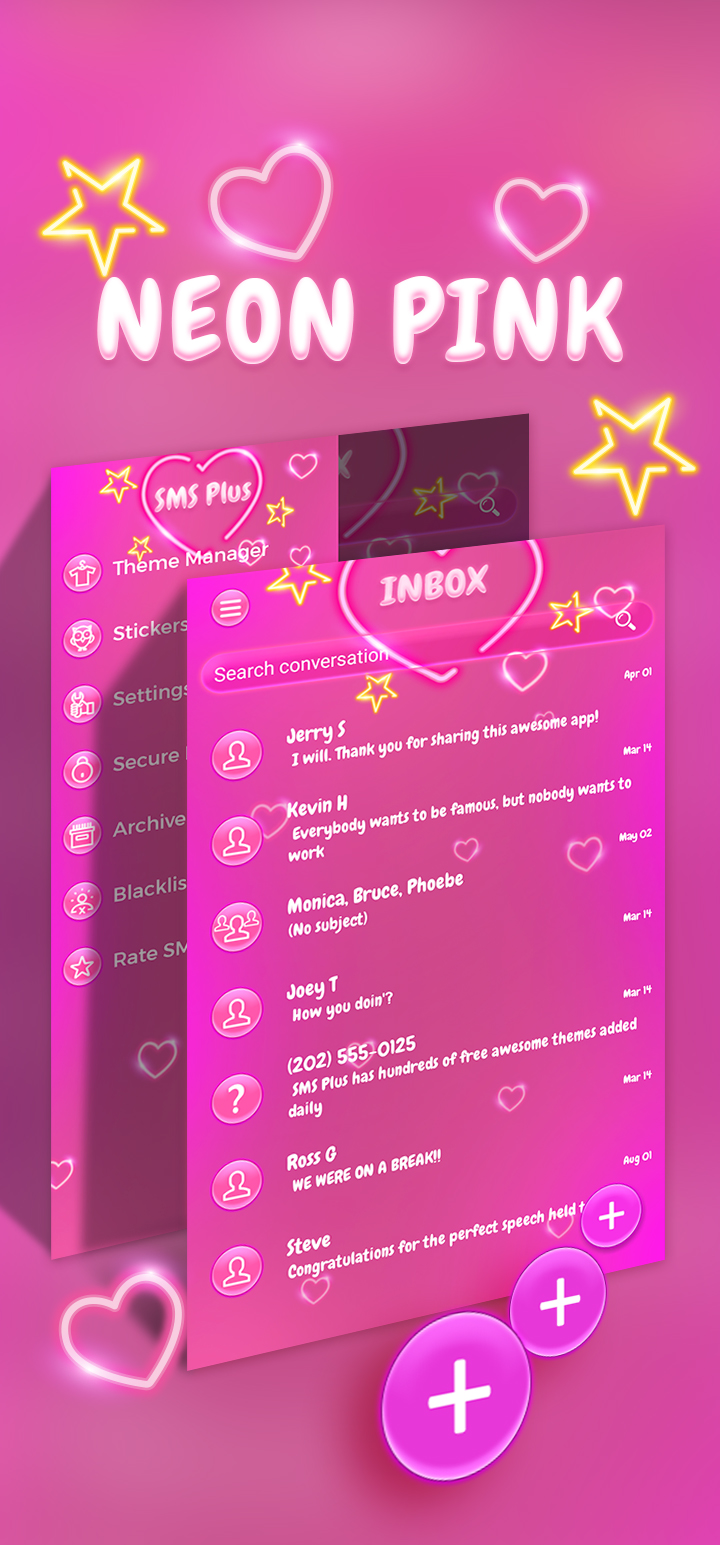 NEON PINK
SMS Plus
Theme Manager
Stickers
Settings
Secure
Archive
Blacklis
Rate SM
INBOX
Search conversation
Apr 01
Jerry S
I will. Thank you for sharing this awesome app!
Mar 14
Kevin H
Everybody wants to be famous, but nobody wants to
work
May 02
Monica, Bruce, Phoebe
(No subject)
Mar 14
Joey T
How you doin'?
Mar 14
(202) 555-0125
SMS Plus has hundreds of free awesome themes added
daily
Mar 14
Ross G
WE WERE ON A BREAK!!
Aug 01
Steve
Congratulations for the perfect speech held t